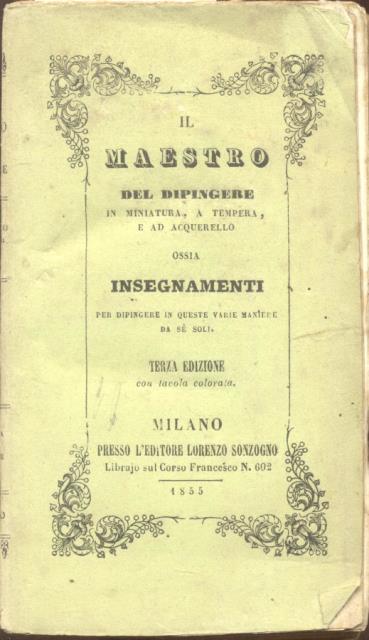 IL
MAESTRO
DEL DIPINGERE
IN MINIATURA, A TEMPERA,
E AD ACQUERELLO
OSSIA
INSEGNAMENTI
PER DIPINGERE IN QUESTE VARIE MANIERE
DA SÈ SOLI.
TERZA EDIZIONE
con tavola colorata.
MILANO
PRESSO L'EDITORE LORENZO SONZOGNO
Librajo sul Corso Francesco N. 602
1855